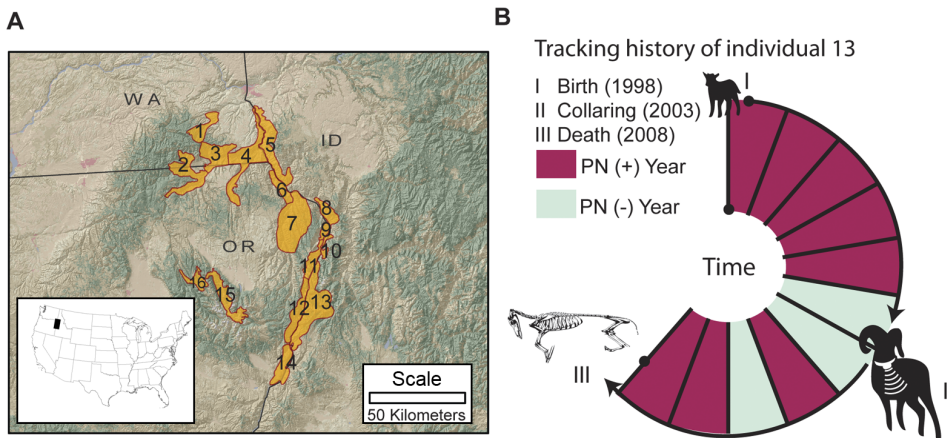 A
WA
ID
OR
1
2
3
4
5
6
7
8
9
10
11
12
13
14
15
16
Scale
50 Kilometers
B
Tracking history of individual 13
I Birth (1998)
II Collaring (2003)
III Death (2008)
PN (+) Year
PN (-) Year
I
Time
III
I